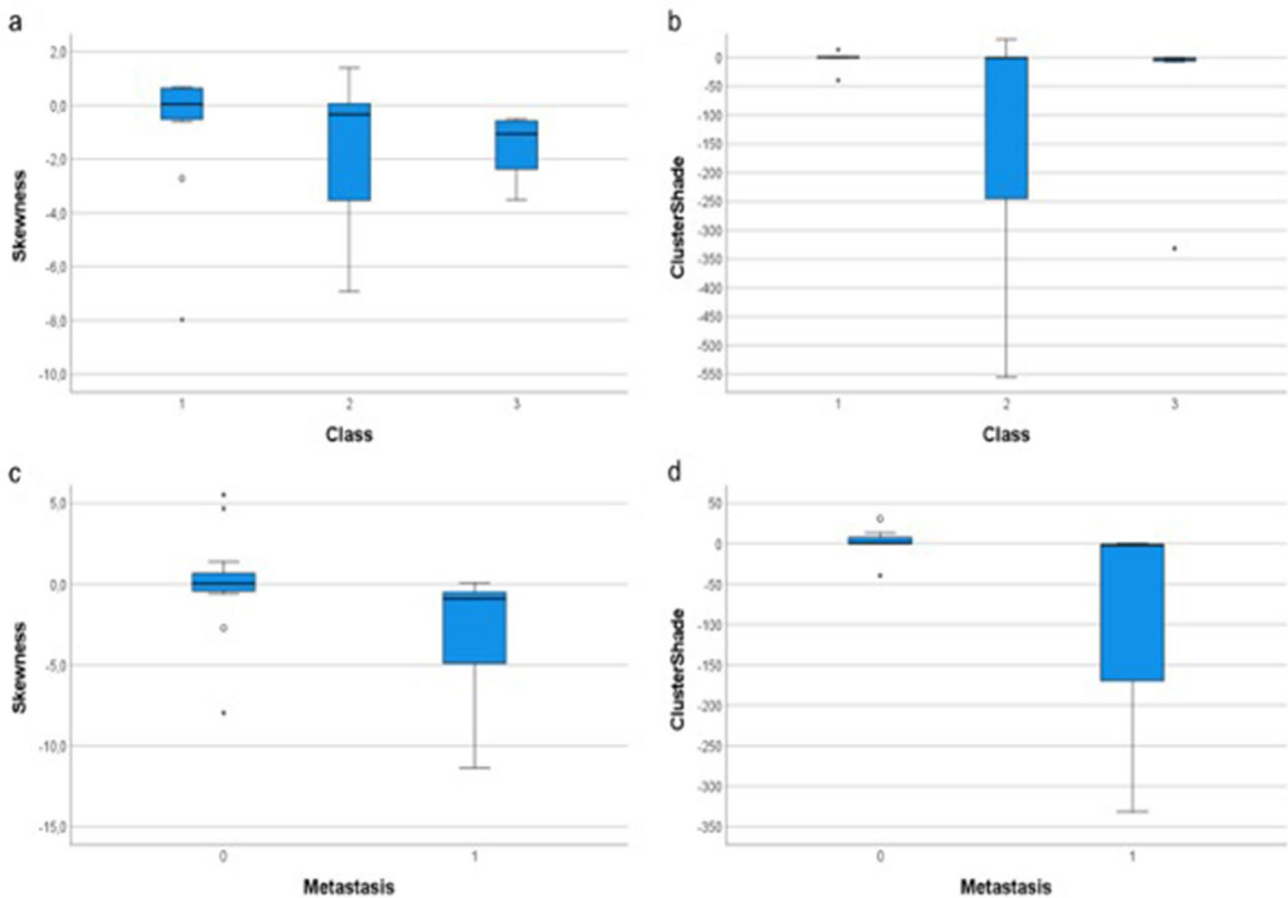 a
2,0
0,0
-2,0
-4,0
-6,0
-8,0
-10,0
Skewness
1 2 3
Class
b
0
-50
-100
-150
-200
-250
-300
-350
-400
-450
-500
-550
ClusterShade
1 2 3
Class
c
5,0
0,0
-5,0
-10,0
-15,0
Skewness
0 1
Metastasis
d
50
0
-50
-100
-150
-200
-250
-300
-350
ClusterShade
0 1
Metastasis